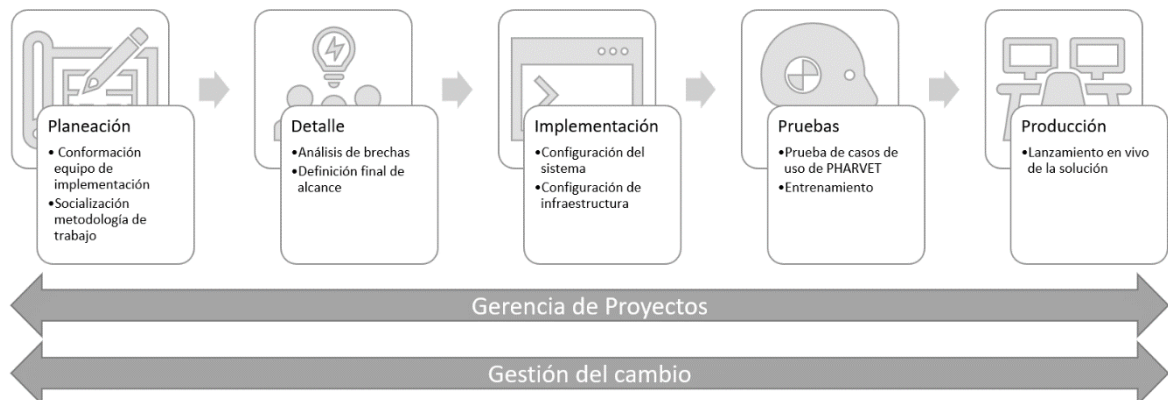 Planeación
• Conformación
equipo de
implementación
•Socialización
metodología de
trabajo
Detalle
•Análisis de brechas
•Definición final de
alcance
Implementación
•Configuración del
sistema
•Configuración de
infraestructura
Pruebas
•Prueba de casos de
uso de PHARVET
•Entrenamiento
Producción
•Lanzamiento en vivo
de la solución
Gerencia de Proyectos
Gestión del cambio